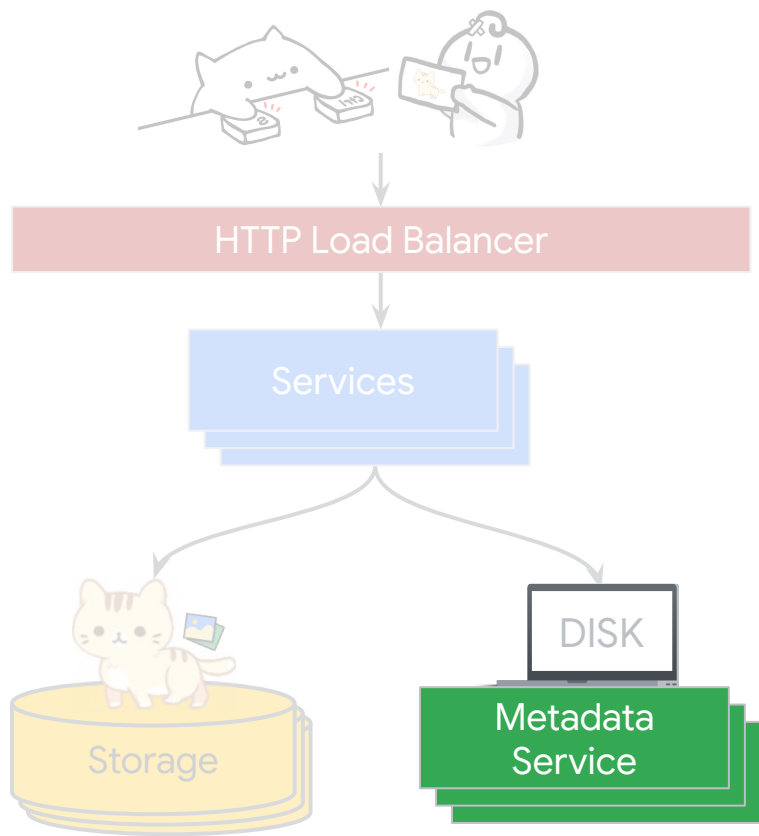 HTTP Load Balancer
Services
DISK
Storage
Metadata
Service